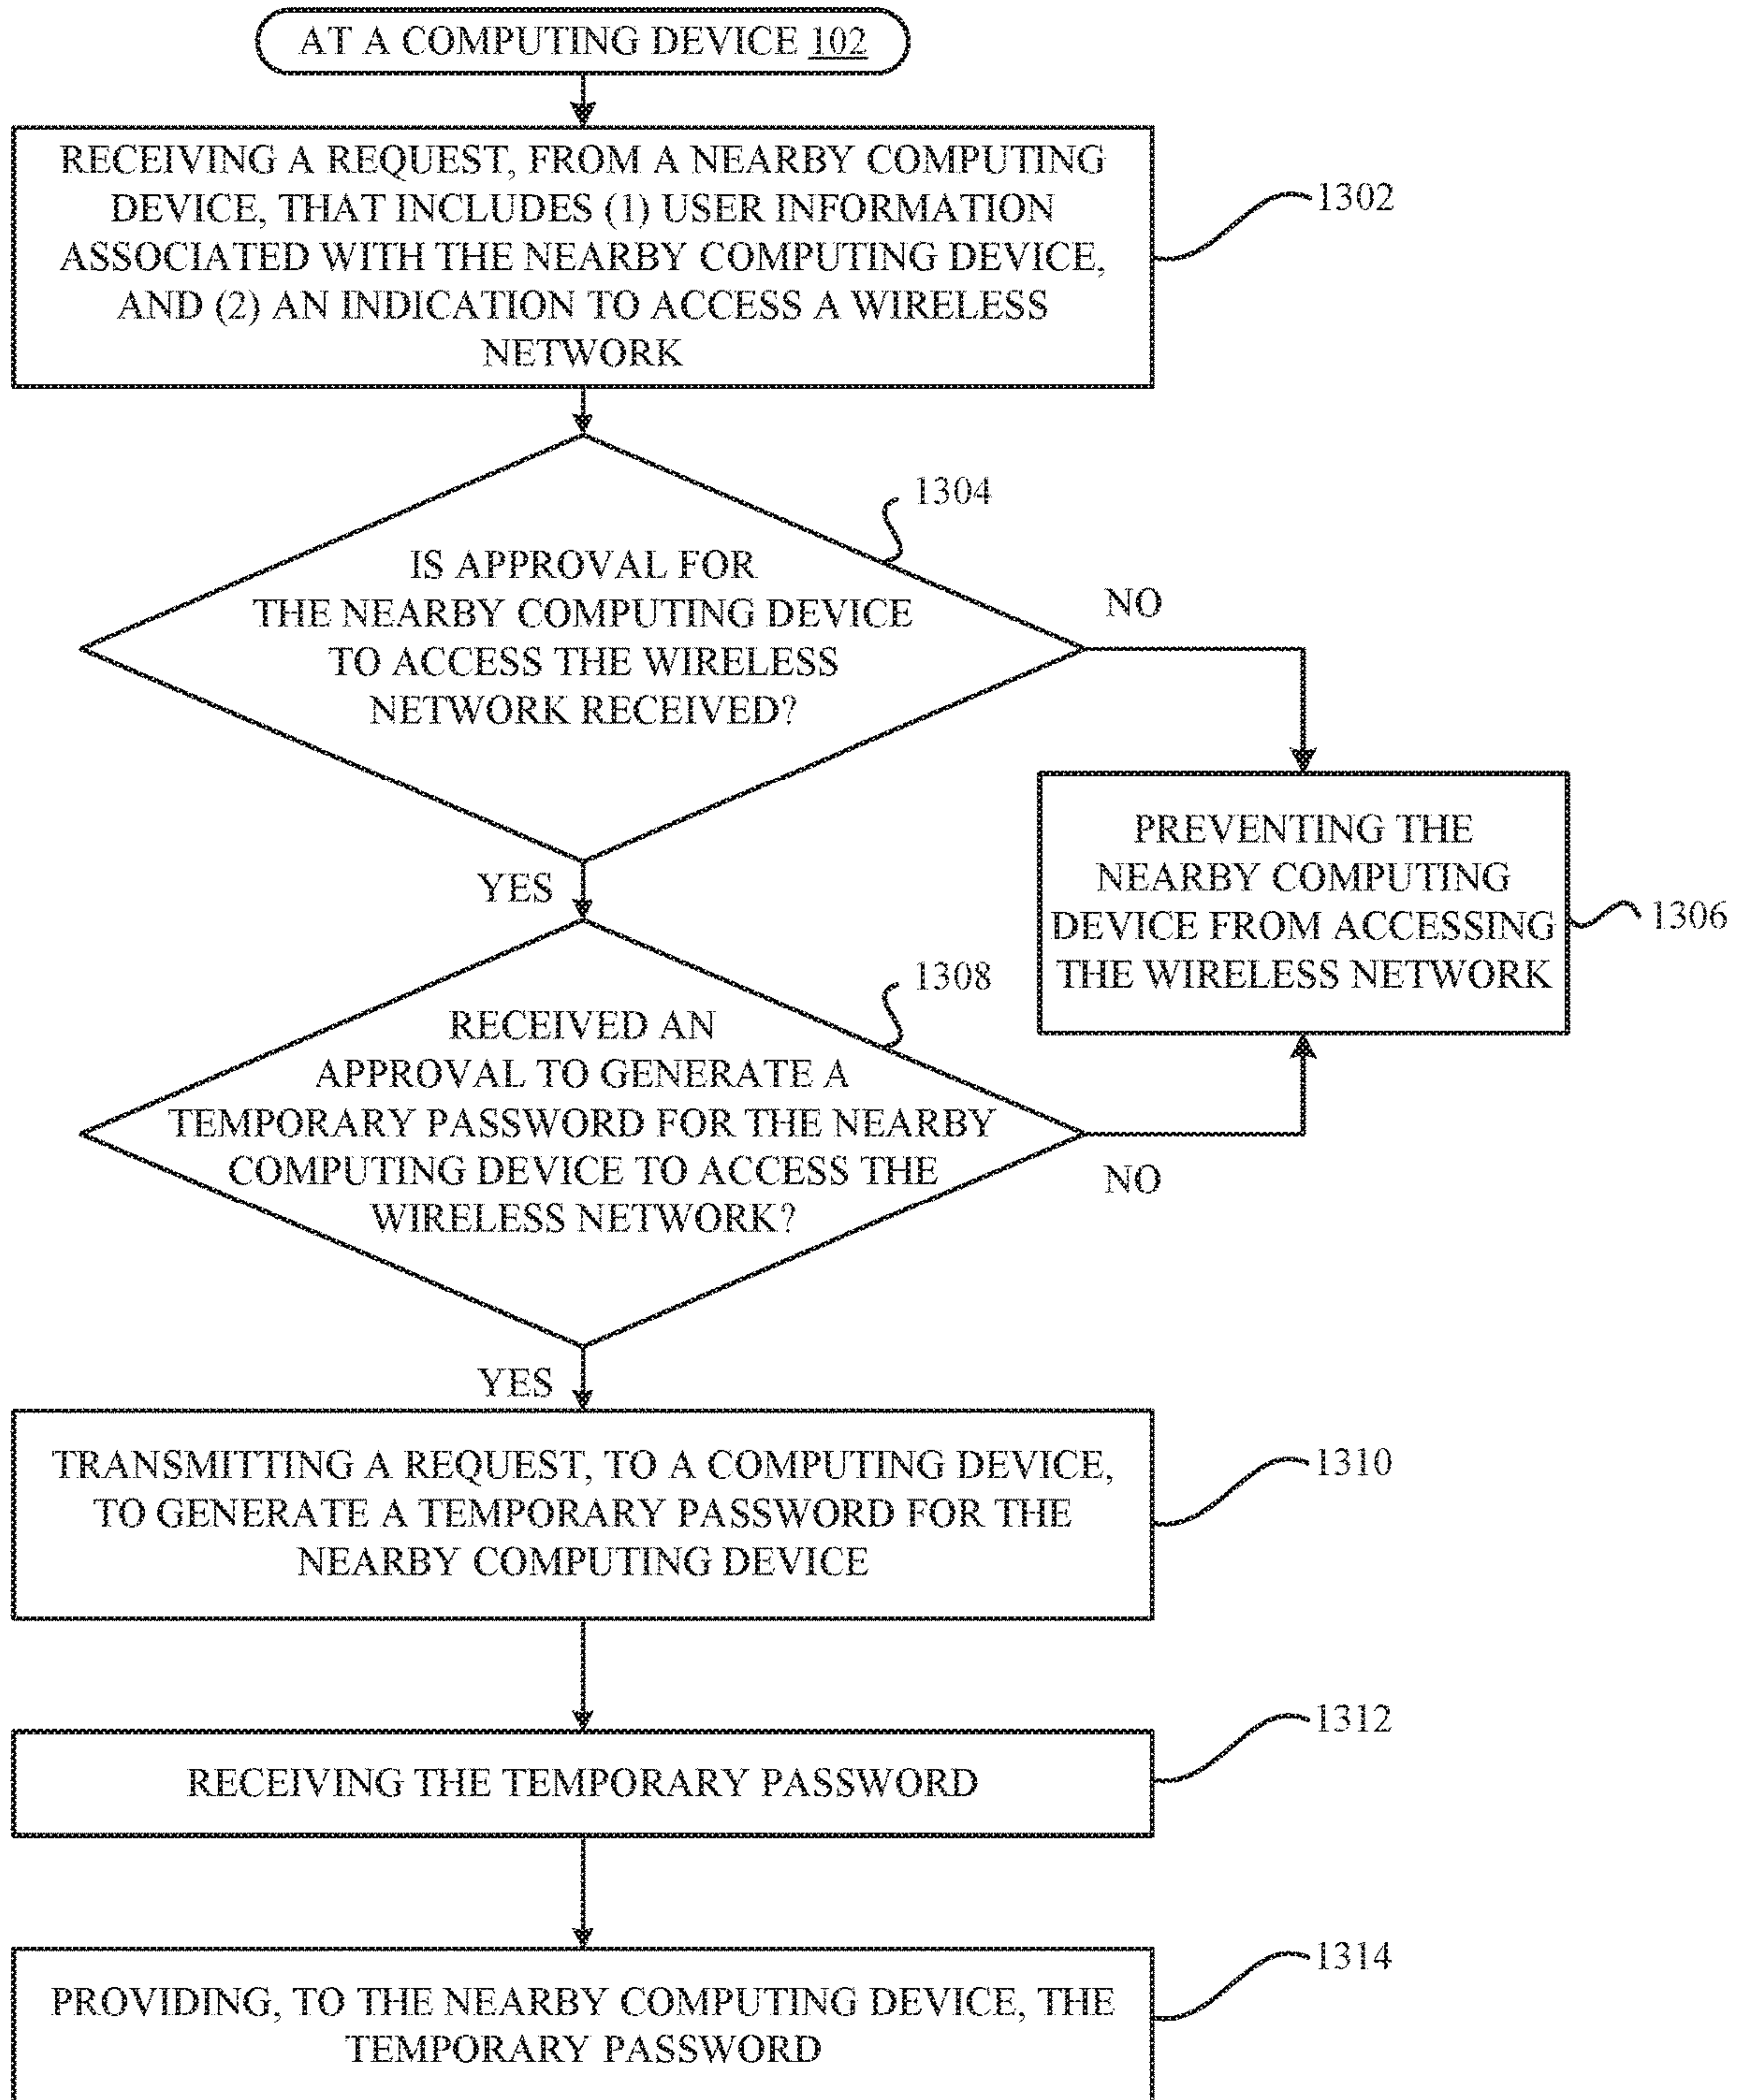 AT A COMPUTING DEVICE 102
RECEIVING A REQUEST, FROM A NEARBY COMPUTING
DEVICE, THAT INCLUDES (1) USER INFORMATION
ASSOCIATED WITH THE NEARBY COMPUTING DEVICE,
AND (2) AN INDICATION TO ACCESS A WIRELESS
NETWORK
1302
1304
IS APPROVAL FOR
THE NEARBY COMPUTING DEVICE
TO ACCESS THE WIRELESS
NETWORK RECEIVED?
NO
YES
PREVENTING THE
NEARBY COMPUTING
DEVICE FROM ACCESSING
THE WIRELESS NETWORK
1306
1308
RECEIVED AN
APPROVAL TO GENERATE A
TEMPORARY PASSWORD FOR THE NEARBY
COMPUTING DEVICE TO ACCESS THE
WIRELESS NETWORK?
NO
YES
TRANSMITTING A REQUEST, TO A COMPUTING DEVICE,
TO GENERATE A TEMPORARY PASSWORD FOR THE
NEARBY COMPUTING DEVICE
1310
RECEIVING THE TEMPORARY PASSWORD
1312
PROVIDING, TO THE NEARBY COMPUTING DEVICE, THE
TEMPORARY PASSWORD
1314